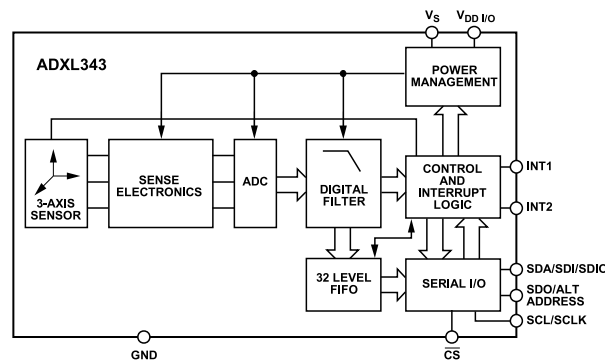 VS
VDD I/O
ADXL343
POWER
MANAGEMENT
3-AXIS
SENSOR
SENSE
ELECTRONICS
ADC
DIGITAL
FILTER
CONTROL
AND
INTERRUPT
LOGIC
INT1
INT2
32 LEVEL
FIFO
SERIAL I/O
SDA/SDI/SDIO
SDO/ALT
ADDRESS
SCL/SCLK
GND
CS